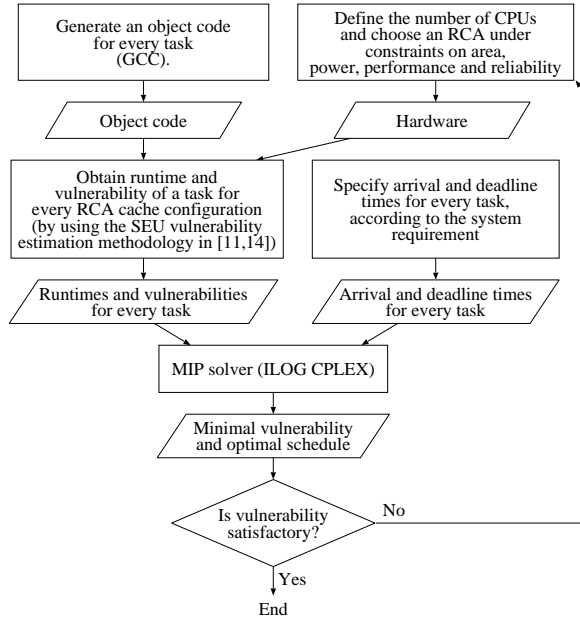 Generate an object code
for every task
(GCC).
Define the number of CPUs
and choose an RCA under
constraints on area,
power, performance and reliability
Object code
Hardware
Obtain runtime and
vulnerability of a task for
every RCA cache configuration
(by using the SEU vulnerability
estimation methodology in [11,14])
Specify arrival and deadline
times for every task,
according to the system
requirement
Runtimes and vulnerabilities
for every task
Arrival and deadline times
for every task
MIP solver (ILOG CPLEX)
Minimal vulnerability
and optimal schedule
Is vulnerability
satisfactory?
No
Yes
End